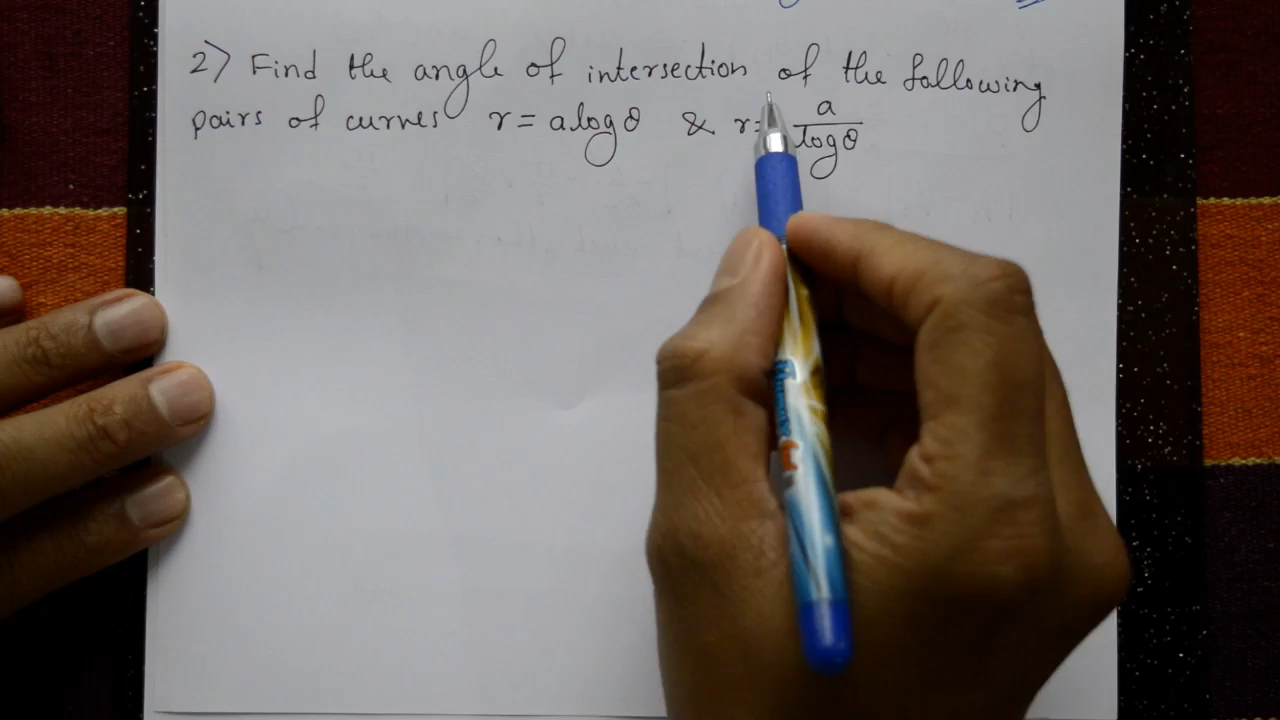 2) Find the angle of intersection of the following
pairs of curves r = a log θ & r = a/log θ